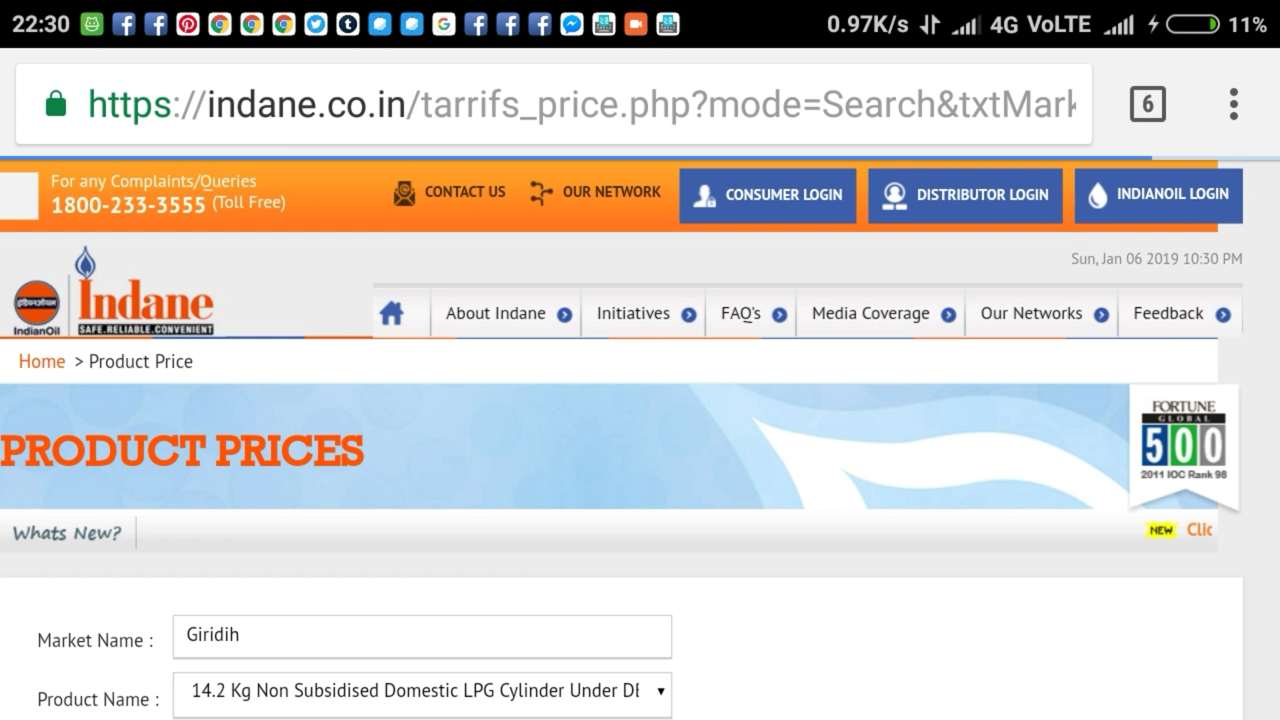 22:30 0.97K/s 4G VoLTE 11%
https://indane.co.in/tarrifs_price.php?mode=Search&txtMark
6
For any Complaints/Queries
1800-233-3555 (Toll Free)
CONTACT US OUR NETWORK CONSUMER LOGIN DISTRIBUTOR LOGIN INDIANOIL LOGIN
Sun, Jan 06 2019 10:30 PM
इंडियनऑयल
IndianOil
Indane
SAFE.RELIABLE.CONVENIENT
About Indane Initiatives FAQ's Media Coverage Our Networks Feedback
Home > Product Price
PRODUCT PRICES
FORTUNE
GLOBAL
500
2011 IOC Rank 98
Whats New? NEW Clic
Market Name : Giridih
Product Name : 14.2 Kg Non Subsidised Domestic LPG Cylinder Under DB